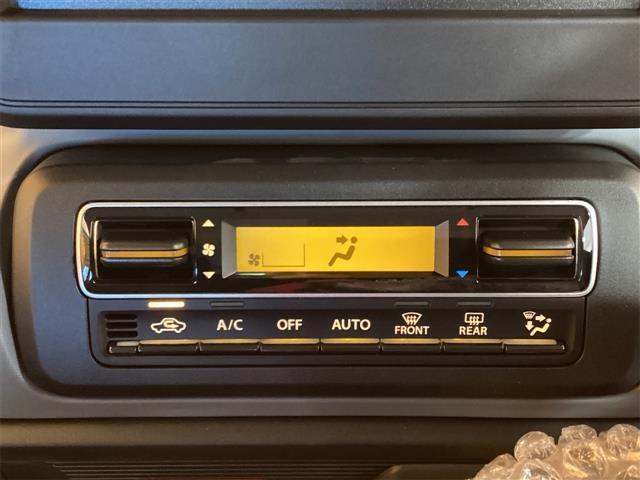 A/C OFF AUTO FRONT REAR